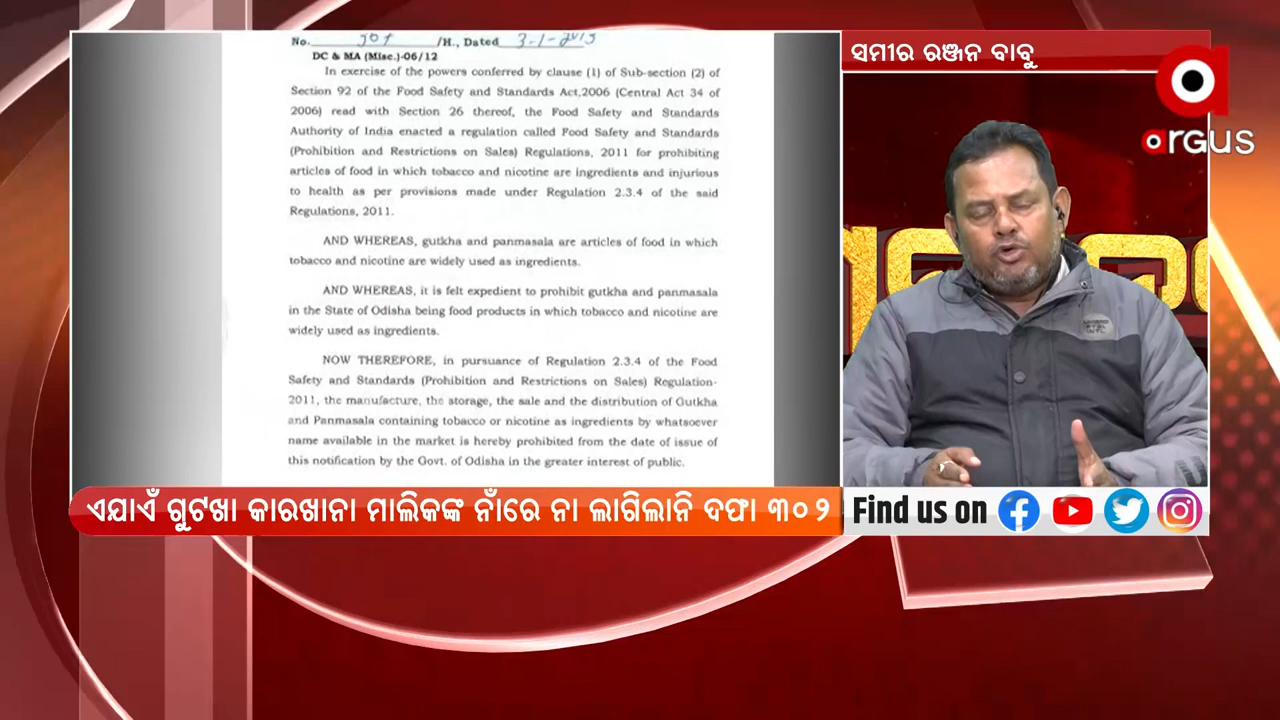 No. /H., Dated 3-1-2013
DC & MA (Misc.)-06/12
In exercise of the powers conferred by clause (1) of Sub-section (2) of
Section 92 of the Food Safety and Standards Act,2006 (Central Act 34 of
2006) read with Section 26 thereof, the Food Safety and Standards
Authority of India enacted a regulation called Food Safety and Standards
(Prohibition and Restrictions on Sales) Regulations, 2011 for prohibiting
articles of food in which tobacco and nicotine are ingredients and injurious
to health as per provisions made under Regulation 2.3.4 of the said
Regulations, 2011.
AND WHEREAS, gutkha and panmasala are articles of food in which
tobacco and nicotine are widely used as ingredients.
AND WHEREAS, it is felt expedient to prohibit gutkha and panmasala
in the State of Odisha being food products in which tobacco and nicotine are
widely used as ingredients.
NOW THEREFORE, in pursuance of Regulation 2.3.4 of the Food
Safety and Standards (Prohibition and Restrictions on Sales) Regulation-
2011, the manufacture, the storage, the sale and the distribution of Gutkha
and Panmasala containing tobacco or nicotine as ingredients by whatsoever
name available in the market is hereby prohibited from the date of issue of
this notification by the Govt. of Odisha in the greater interest of public.
ସମୀର ରଞ୍ଜନ ବାବୁ
argus
ଏଯାଏଁ ଗୁଟଖା କାରଖାନା ମାଲିକଙ୍କ ନାଁରେ ନା ଲାଗିଲାନି ଦଫା ୩୦୨
Find us on